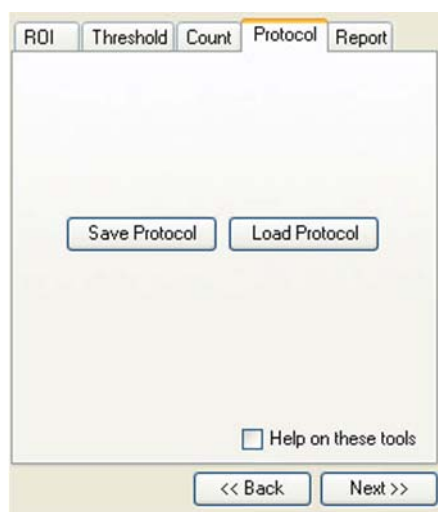 ROI Threshold Count Protocol Report
Save Protocol Load Protocol
Help on these tools
<< Back Next >>